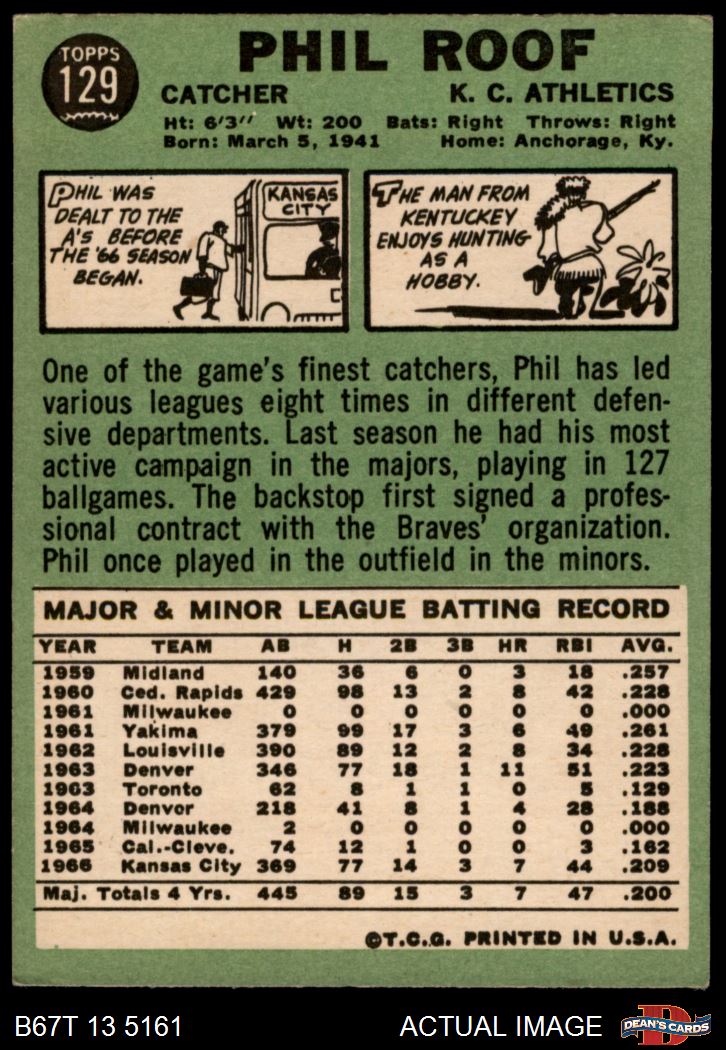 TOPPS
129
PHIL ROOF
CATCHER K. C. ATHLETICS
Ht: 6'3" Wt: 200 Bats: Right Throws: Right
Born: March 5, 1941 Home: Anchorage, Ky.
PHIL WAS
DEALT TO THE
A'S BEFORE
THE '66 SEASON
BEGAN.
KANSAS
CITY
THE MAN FROM
KENTUCKEY
ENJOYS HUNTING
AS A
HOBBY.
One of the game's finest catchers, Phil has led
various leagues eight times in different defen-
sive departments. Last season he had his most
active campaign in the majors, playing in 127
ballgames. The backstop first signed a profes-
sional contract with the Braves' organization.
Phil once played in the outfield in the minors.
MAJOR & MINOR LEAGUE BATTING RECORD
YEAR TEAM AB H 2B 3B HR RBI AVG.
1959 Midland 140 36 6 0 3 18 .257
1960 Ced. Rapids 429 98 13 2 8 42 .228
1961 Milwaukee 0 0 0 0 0 0 .000
1961 Yakima 379 99 17 3 6 49 .261
1962 Louisville 390 89 12 2 8 34 .228
1963 Denver 346 77 18 1 11 51 .223
1963 Toronto 62 8 1 1 0 5 .129
1964 Denver 218 41 8 1 4 28 .188
1964 Milwaukee 2 0 0 0 0 0 .000
1965 Cal.-Cleve. 74 12 1 0 0 3 .162
1966 Kansas City 369 77 14 3 7 44 .209
Maj. Totals 4 Yrs. 445 89 15 3 7 47 .200
©T.C.G. PRINTED IN U.S.A.
B67T 13 5161 ACTUAL IMAGE
D
DEAN'S CARDS